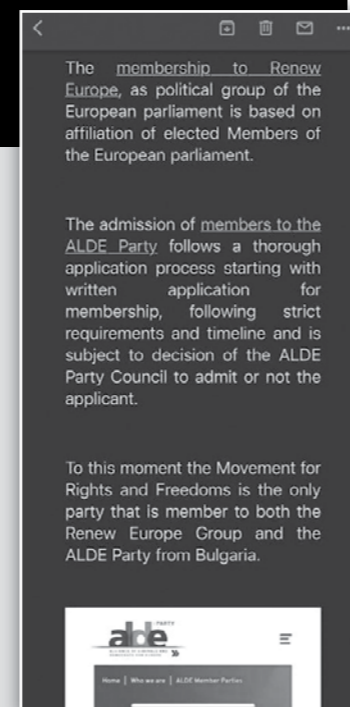 The membership to Renew
Europe, as political group of the
European parliament is based on
affiliation of elected Members of
the European parliament.
The admission of members to the
ALDE Party follows a thorough
application process starting with
written application for
membership, following strict
requirements and timeline and is
subject to decision of the ALDE
Party Council to admit or not the
applicant.
To this moment the Movement for
Rights and Freedoms is the only
party that is member to both the
Renew Europe Group and the
ALDE Party from Bulgaria.
PARTY
alde
Home | Who we are | ALDE Member Parties